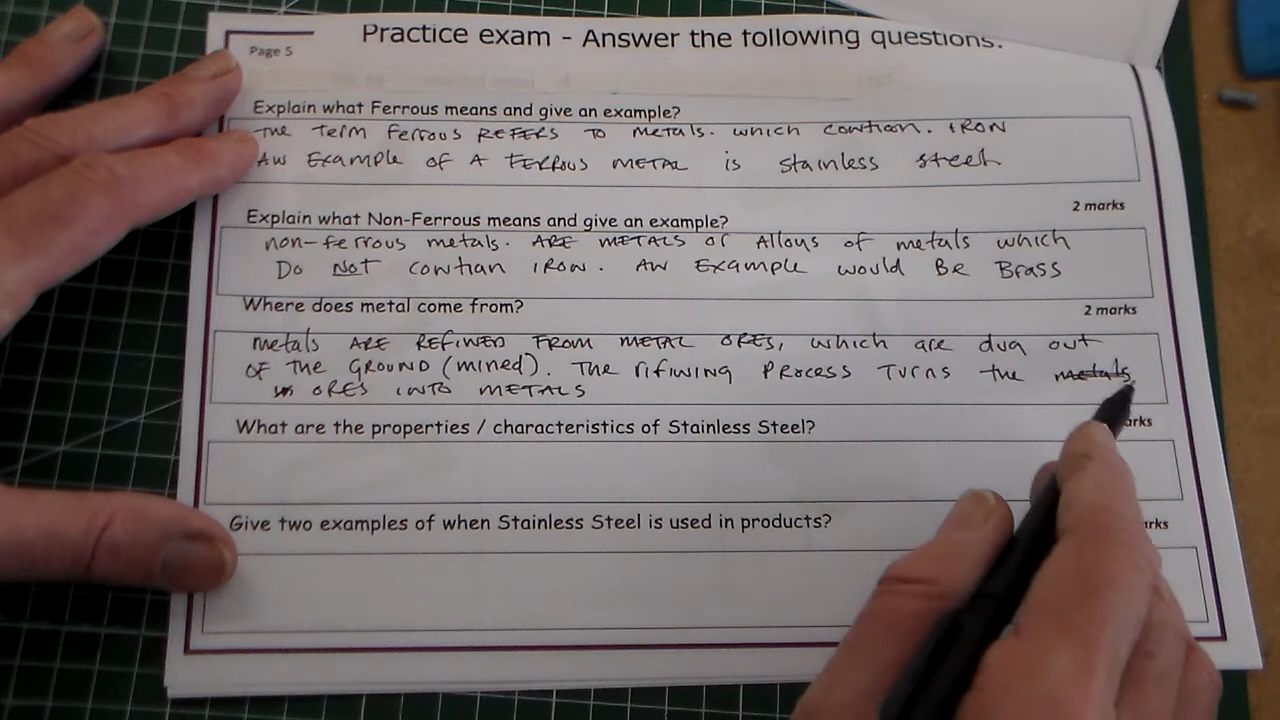 Page 5
Practice exam - Answer the following questions.
Explain what Ferrous means and give an example?
THE TERM FERROUS REFERS TO METALS. WHICH CONTIAN. IRON
AN EXAMPLE OF A FERROUS METAL is stainless steel
2 marks
Explain what Non-Ferrous means and give an example?
non-ferrous metals. ARE METALS or Alloys of metals which
Do NOT contian IRON. AN EXAMPLE would BE BRASS
2 marks
Where does metal come from?
metals ARE REFINED FROM METAL ORES, which are dug out
OF THE GROUND (mined). THE rifining PROCESS TURNS the metals
in ORES INTO METALS
arks
What are the properties / characteristics of Stainless Steel?
rks
Give two examples of when Stainless Steel is used in products?